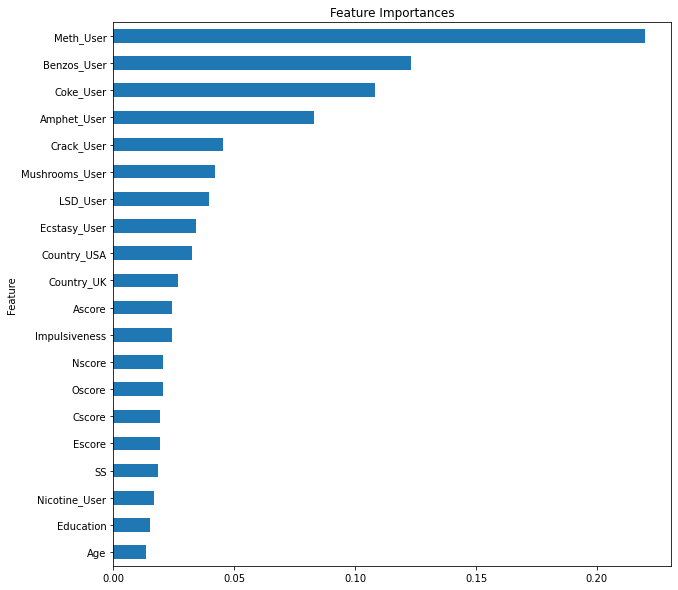 Feature Importances
Feature
Meth_User
Benzos_User
Coke_User
Amphet_User
Crack_User
Mushrooms_User
LSD_User
Ecstasy_User
Country_USA
Country_UK
Ascore
Impulsiveness
Nscore
Oscore
Cscore
Escore
SS
Nicotine_User
Education
Age
0.00 0.05 0.10 0.15 0.20